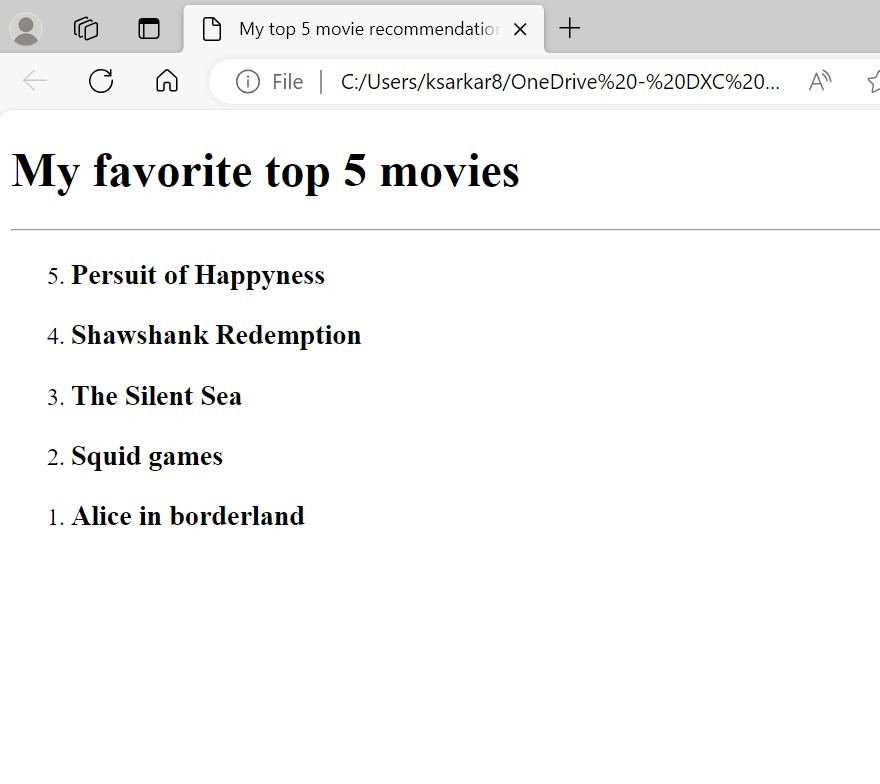 My top 5 movie recommendation
File
C:/Users/ksarkar8/OneDrive%20-%20DXC%20...
My favorite top 5 movies
5. Persuit of Happyness
4. Shawshank Redemption
3. The Silent Sea
2. Squid games
1. Alice in borderland